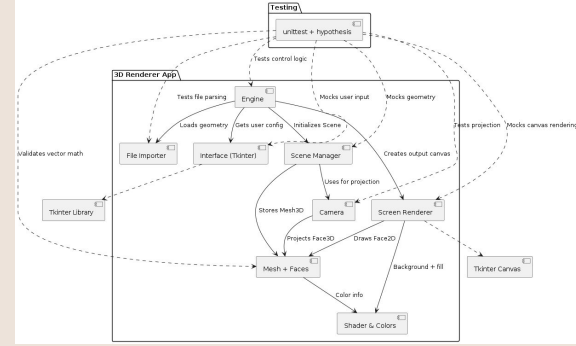 Testing
unittest + hypothesis
Tests control logic
3D Renderer App
Engine
Tests file parsing
Mocks user input
Mocks geometry
Loads geometry
Gets user config
Initializes Scene
Tests projection
Mocks canvas rendering
Validates vector math
File Importer
Interface (Tkinter)
Scene Manager
Creates output canvas
Uses for projection
Tkinter Library
Stores Mesh3D
Camera
Screen Renderer
Projects Face3D
Draws Face2D
Mesh + Faces
Background + fill
Tkinter Canvas
Color info
Shader & Colors